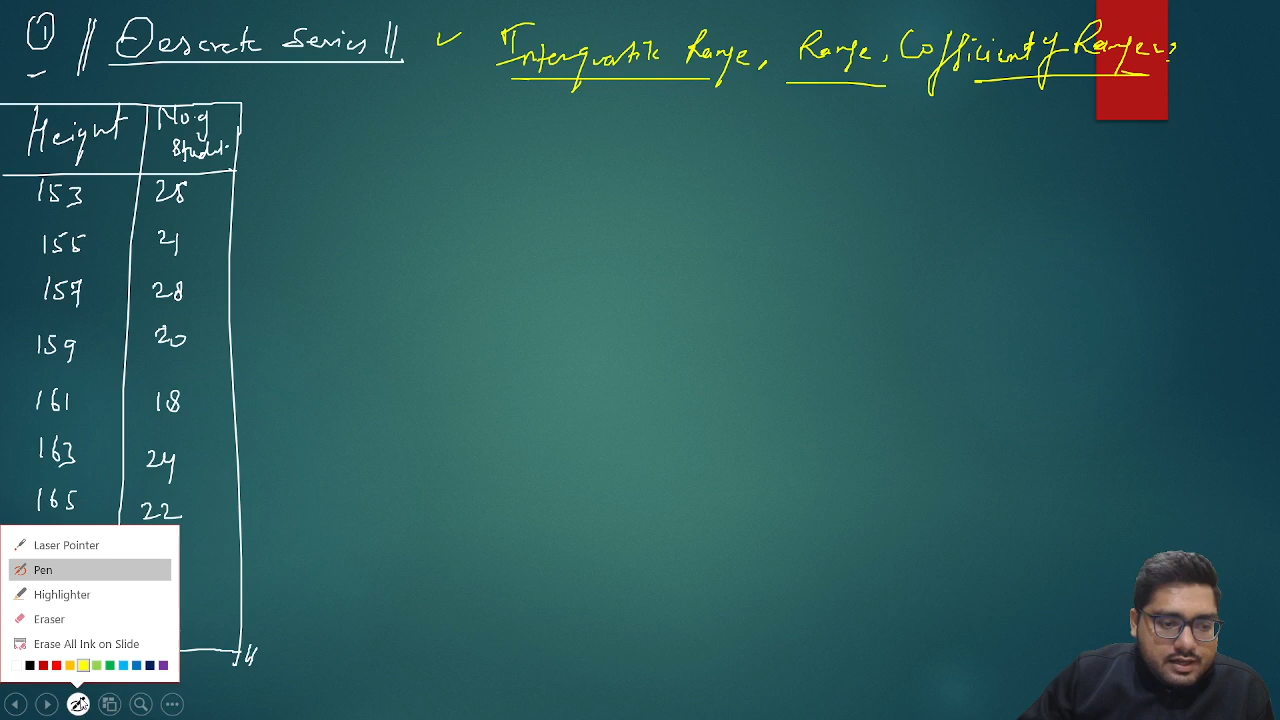 ① || Descrete Series || ✓ Interquartile Range, Range, Cofficient of Range = ?
Height No. of Student.
153 25
155 21
157 28
159 20
161 18
163 24
165 22
Laser Pointer
Pen
Highlighter
Eraser
Erase All Ink on Slide